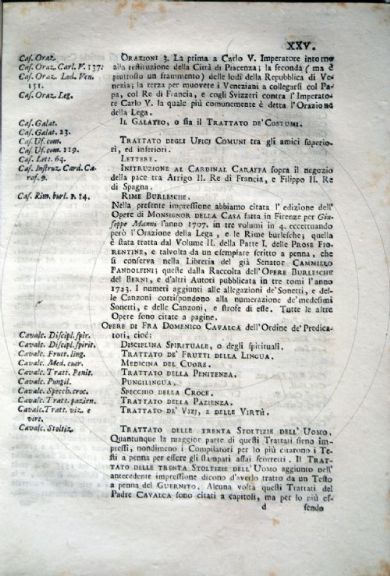 XXV.
Cas. Oraz. ORAZIONI 3. La prima a Carlo V. Imperatore intorno
Cas. Oraz. Carl. V. 137. alla restituzione della Città di Piacenza; la seconda (ma è
Cas. Oraz. Lod. Ven. piuttosto un frammento) delle lodi della Repubblica di Ve-
151. nezia; la terza per muovere i Veneziani a collegarsi col Pa-
Cas. Oraz. Leg. pa, col Re di Francia, e cogli Svizzeri contro l'Imperato-
re Carlo V. la quale più comunemente è detta l'Orazione
della Lega.
Cas. Galat. IL GALATEO, o sia il TRATTATO DE'COSTUMI.
Cas. Galat. 23.
Cas. Uf. com. TRATTATO DEGLI UFICI COMUNI tra gli amici superio-
Cas. Uf. com. 119. ri, ed inferiori.
Cas. Lett. 64. LETTERE.
Cas. Instruz. Card. Ca- INSTRUZIONE AL CARDINAL CARAFFA sopra il negozio
raf. della pace tra Arrigo II. Re di Francia, e Filippo II. Re
di Spagna.
Cas. Rim. burl. RIME BURLESCHE.
Nella presente impressione abbiamo citata l'edizione dell'
Opere di MONSIGNOR DELLA CASA fatta in Firenze per Giu-
seppe Manni l'anno 1707. in tre volumi in 4. eccettuando
però l'Orazione della Lega, e le Rime burlesche; quella
è stata tratta dal Volume II. della Parte I. delle PROSE FIO-
RENTINE, e talvolta da un esemplare scritto a penna, che
si conserva nella Libreria del già Senator CAMMILLO
PANDOLFINI; queste dalla Raccolta dell'OPERE BURLESCHE
del BERNI, e d'altri Autori pubblicata in tre tomi l'anno
1723. I numeri aggiunti alle allegazioni de'Sonetti, e del-
le Canzoni corrispondono alla numerazione de'medesimi
Sonetti, e delle Canzoni, e strofe di esse. Tutte le altre
Opere sono citate a pagine.
OPERE DI FRA DOMENICO CAVALCA dell'Ordine de'Predica-
tori, cioè:
Cavalc. Discipl. spir. DISCIPLINA SPIRITUALE, o degli spirituali.
Cavalc. Discipl. spirit.
Cavalc. Frutt. ling. TRATTATO DE' FRUTTI DELLA LINGUA.
Cavalc. Med. cuor. MEDICINA DEL CUORE.
Cavalc. Tratt. Penit. TRATTATO DELLA PENITENZA.
Cavalc. Pungil. PUNGILINGUA.
Cavalc. Specch. croc. SPECCHIO DELLA CROCE.
Cavalc. Tratt. pazien. TRATTATO DELLA PAZIENZA.
Cavalc. Tratt. viz. e TRATTATO DE' VIZJ, E DELLE VIRTÙ.
virt.
Cavalc. Stoltiz. TRATTATO DELLE TRENTA STOLTIZIE DELL'UOMO.
Quantunque la maggior parte di questi Trattati sieno im-
pressi, nondimeno i Compilatori per lo più citarono i Te-
sti a penna per essere gli stampati assai scorretti. Il TRAT-
TATO DELLE TRENTA STOLTIZIE DELL'UOMO aggiunto nell'
antecedente impressione dicono d'averlo tratto da un Testo
a penna del GUERNITO. Alcuna volta questi Trattati del
Padre CAVALCA sono citati a capitoli, ma per lo più es-
d sendo